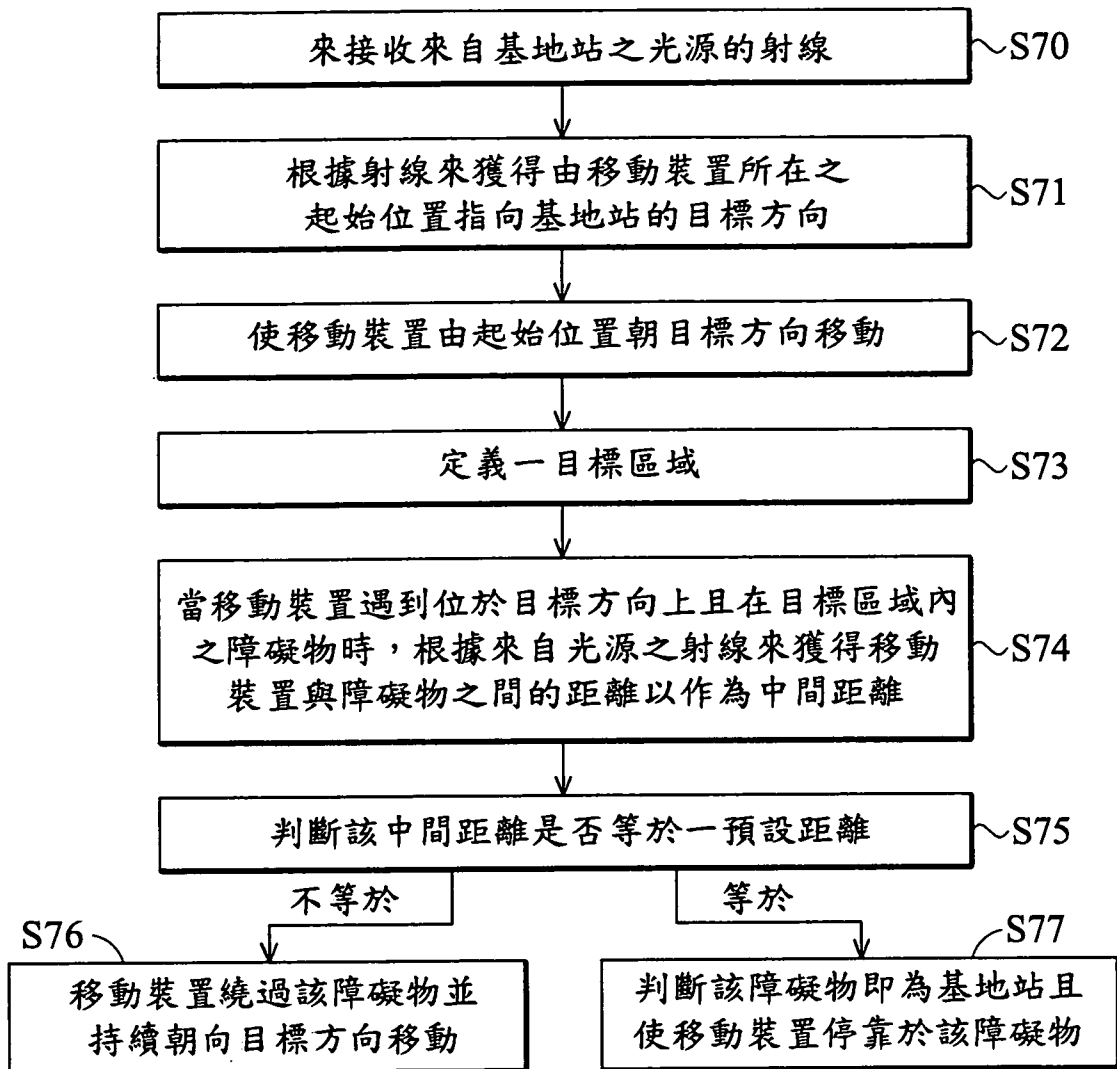 來接收來自基地站之光源的射線
S70
根據射線來獲得由移動裝置所在之
起始位置指向基地站的目標方向
S71
使移動裝置由起始位置朝目標方向移動
S72
定義一目標區域
S73
當移動裝置遇到位於目標方向上且在目標區域內
之障礙物時，根據來自光源之射線來獲得移動
裝置與障礙物之間的距離以作為中間距離
S74
判斷該中間距離是否等於一預設距離
S75
不等於
等於
S76
移動裝置繞過該障礙物並
持續朝向目標方向移動
S77
判斷該障礙物即為基地站且
使移動裝置停靠於該障礙物